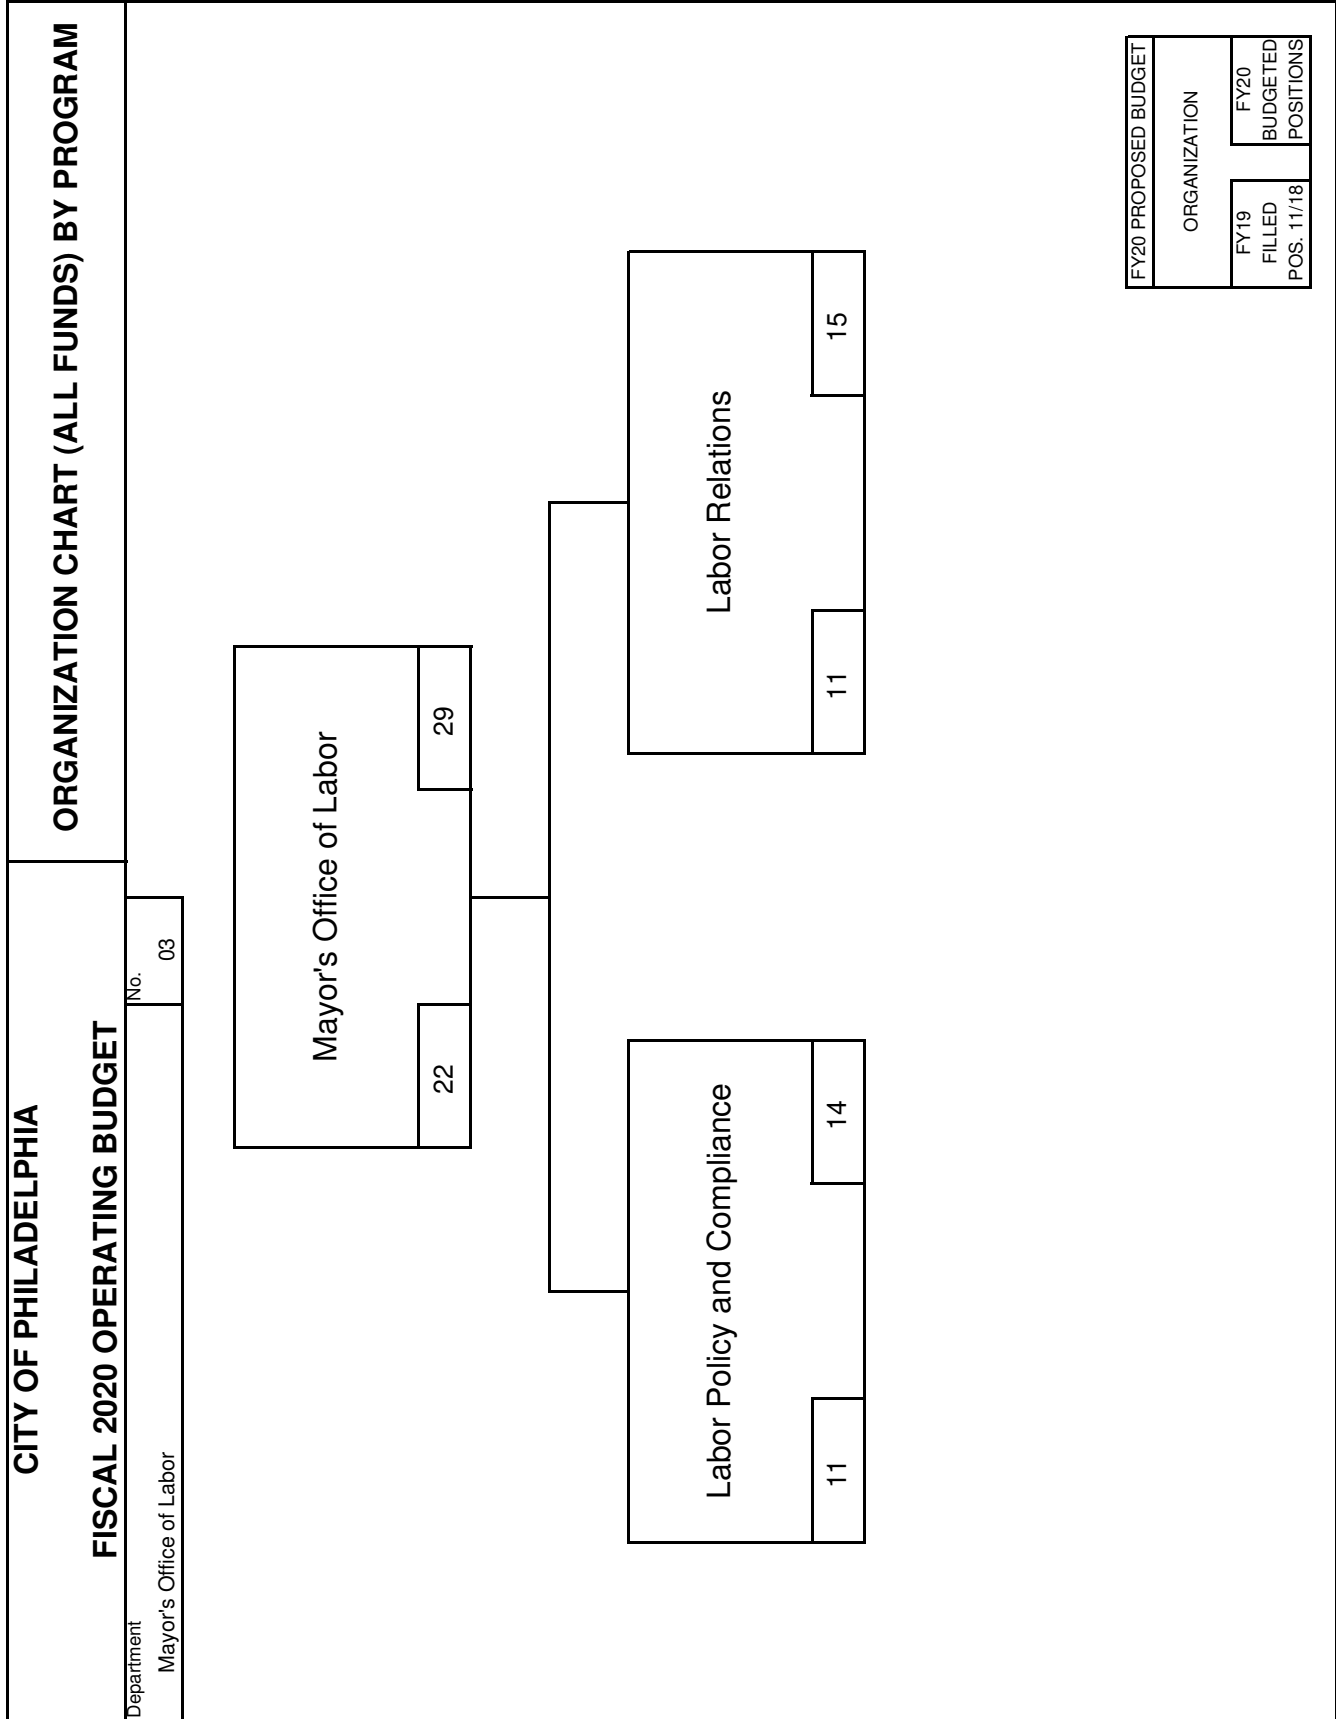 CITY OF PHILADELPHIA
FISCAL 2020 OPERATING BUDGET
ORGANIZATION CHART (ALL FUNDS) BY PROGRAM
Department
No.
Mayor's Office of Labor
03
Mayor's Office of Labor
22
29
Labor Policy and Compliance
11
14
Labor Relations
11
15
FY20 PROPOSED BUDGET
ORGANIZATION
FY19
FILLED
POS. 11/18
FY20
BUDGETED
POSITIONS